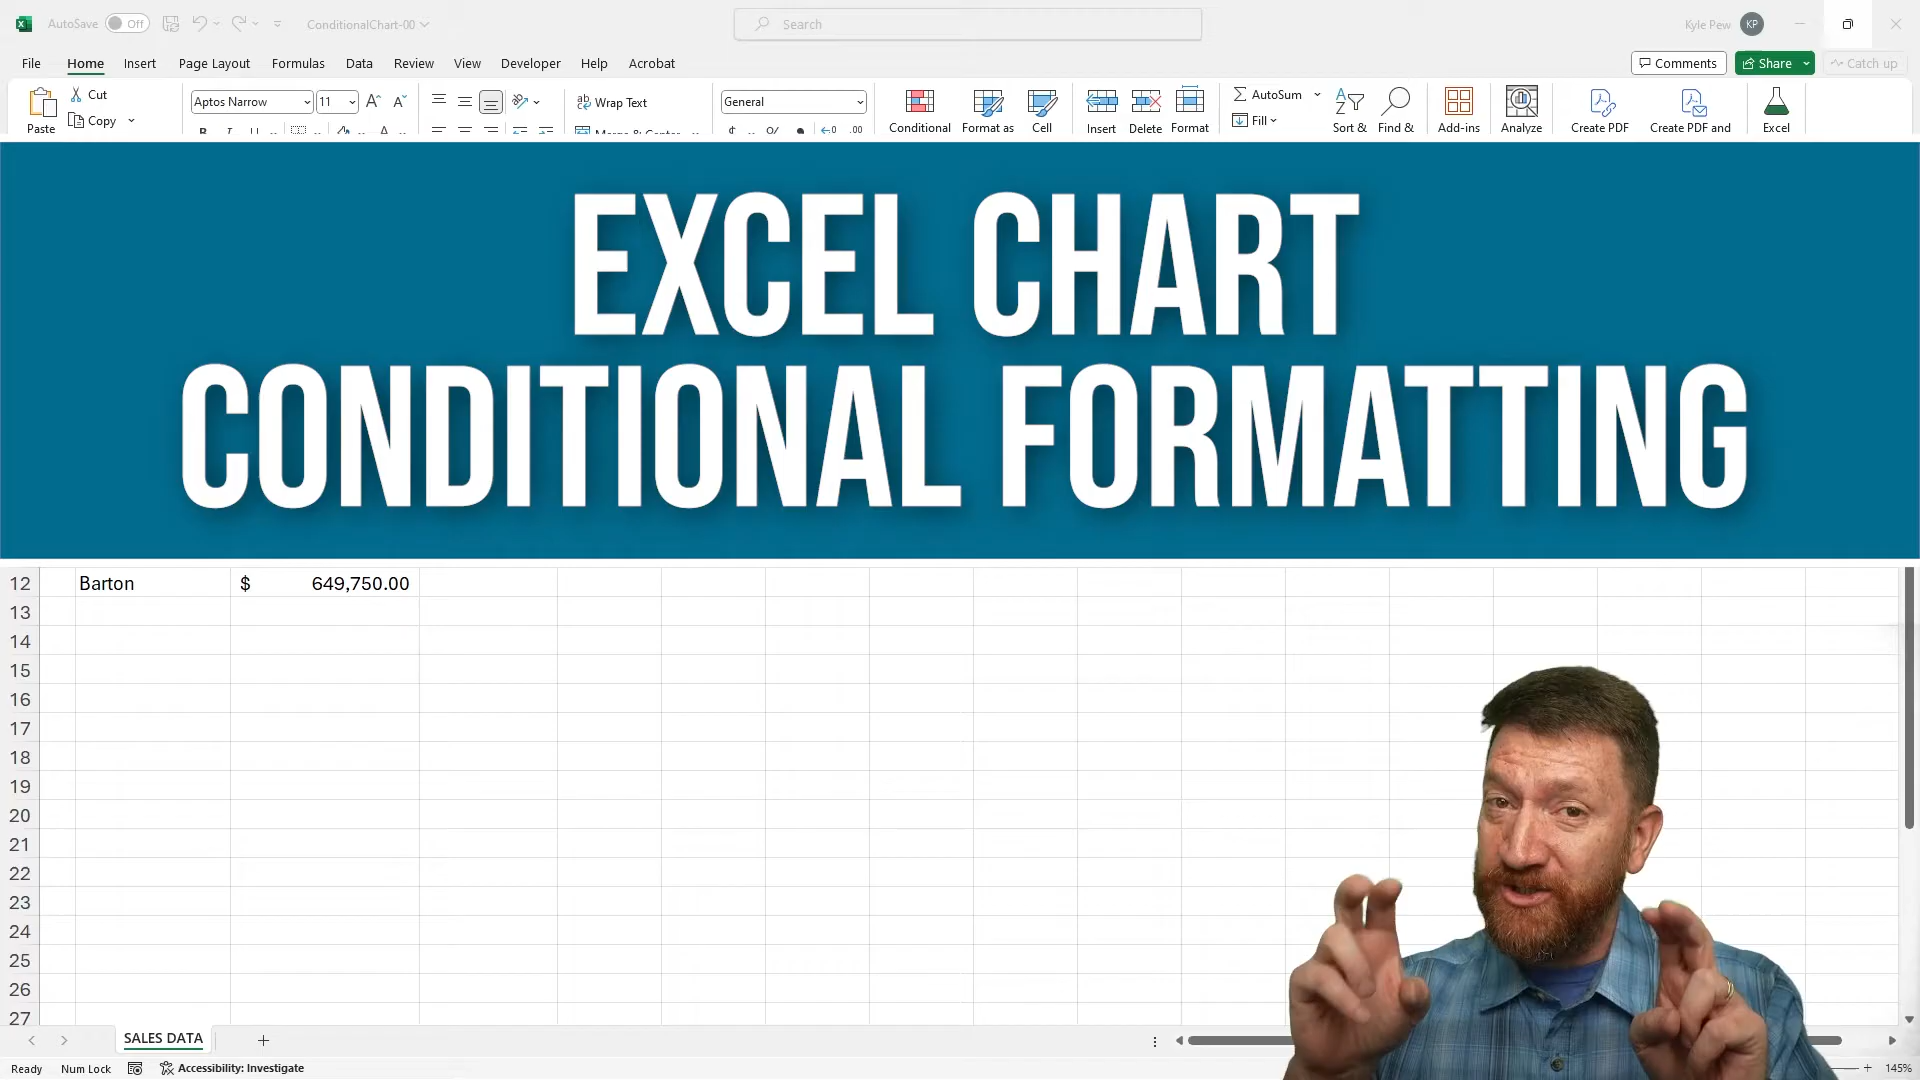 AutoSave Off ConditionalChart-00 Search Kyle Pew KP
File Home Insert Page Layout Formulas Data Review View Developer Help Acrobat Comments Share Catch up
Cut Aptos Narrow 11 Wrap Text General AutoSum
Paste Copy Merge & Center Conditional Format as Cell Insert Delete Format Fill Sort & Find & Add-ins Analyze Create PDF Create PDF and Excel
EXCEL CHART
CONDITIONAL FORMATTING
12 Barton $ 649,750.00
13
14
15
16
17
18
19
20
21
22
23
24
25
26
27
SALES DATA
Ready Num Lock Accessibility: Investigate 145%